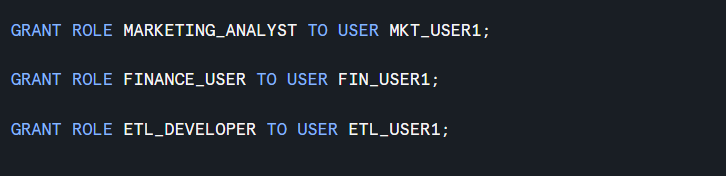 GRANT ROLE MARKETING_ANALYST TO USER MKT_USER1;
GRANT ROLE FINANCE_USER TO USER FIN_USER1;
GRANT ROLE ETL_DEVELOPER TO USER ETL_USER1;